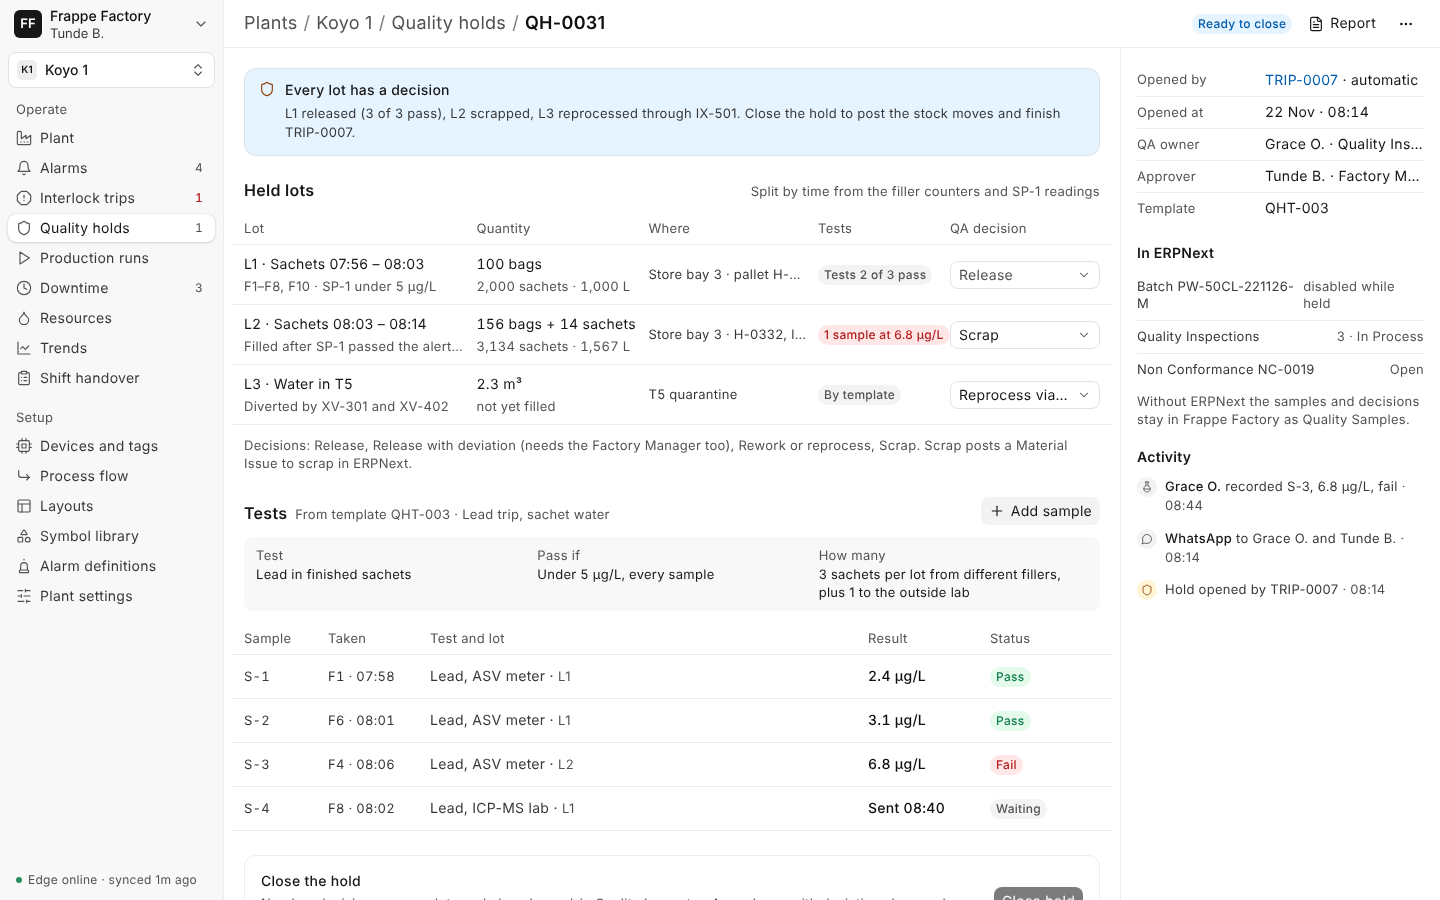 FF
Frappe Factory
Tunde B.
K1 Koyo 1
Operate
Plant
Alarms 4
Interlock trips 1
Quality holds 1
Production runs
Downtime 3
Resources
Trends
Shift handover
Setup
Devices and tags
Process flow
Layouts
Symbol library
Alarm definitions
Plant settings
Edge online · synced 1m ago
Plants / Koyo 1 / Quality holds / QH-0031
Ready to close
Report
Every lot has a decision
L1 released (3 of 3 pass), L2 scrapped, L3 reprocessed through IX-501. Close the hold to post the stock moves and finish
TRIP-0007.
Held lots
Split by time from the filler counters and SP-1 readings
Lot Quantity Where Tests QA decision
L1 · Sachets 07:56 – 08:03
F1–F8, F10 · SP-1 under 5 µg/L
100 bags
2,000 sachets · 1,000 L
Store bay 3 · pallet H-...
Tests 2 of 3 pass
Release
L2 · Sachets 08:03 – 08:14
Filled after SP-1 passed the alert...
156 bags + 14 sachets
3,134 sachets · 1,567 L
Store bay 3 · H-0332, l...
1 sample at 6.8 µg/L
Scrap
L3 · Water in T5
Diverted by XV-301 and XV-402
2.3 m³
not yet filled
T5 quarantine
By template
Reprocess via...
Decisions: Release, Release with deviation (needs the Factory Manager too), Rework or reprocess, Scrap. Scrap posts a Material
Issue to scrap in ERPNext.
Tests From template QHT-003 · Lead trip, sachet water
Add sample
Test
Lead in finished sachets
Pass if
Under 5 µg/L, every sample
How many
3 sachets per lot from different fillers,
plus 1 to the outside lab
Sample Taken Test and lot Result Status
S-1 F1 · 07:58 Lead, ASV meter · L1 2.4 µg/L Pass
S-2 F6 · 08:01 Lead, ASV meter · L1 3.1 µg/L Pass
S-3 F4 · 08:06 Lead, ASV meter · L2 6.8 µg/L Fail
S-4 F8 · 08:02 Lead, ICP-MS lab · L1 Sent 08:40 Waiting
Close the hold
Opened by TRIP-0007 · automatic
Opened at 22 Nov · 08:14
QA owner Grace O. · Quality Ins...
Approver Tunde B. · Factory M...
Template QHT-003
In ERPNext
Batch PW-50CL-221126-
M
disabled while
held
Quality Inspections 3 · In Process
Non Conformance NC-0019 Open
Without ERPNext the samples and decisions
stay in Frappe Factory as Quality Samples.
Activity
Grace O. recorded S-3, 6.8 µg/L, fail ·
08:44
WhatsApp to Grace O. and Tunde B. ·
08:14
Hold opened by TRIP-0007 · 08:14